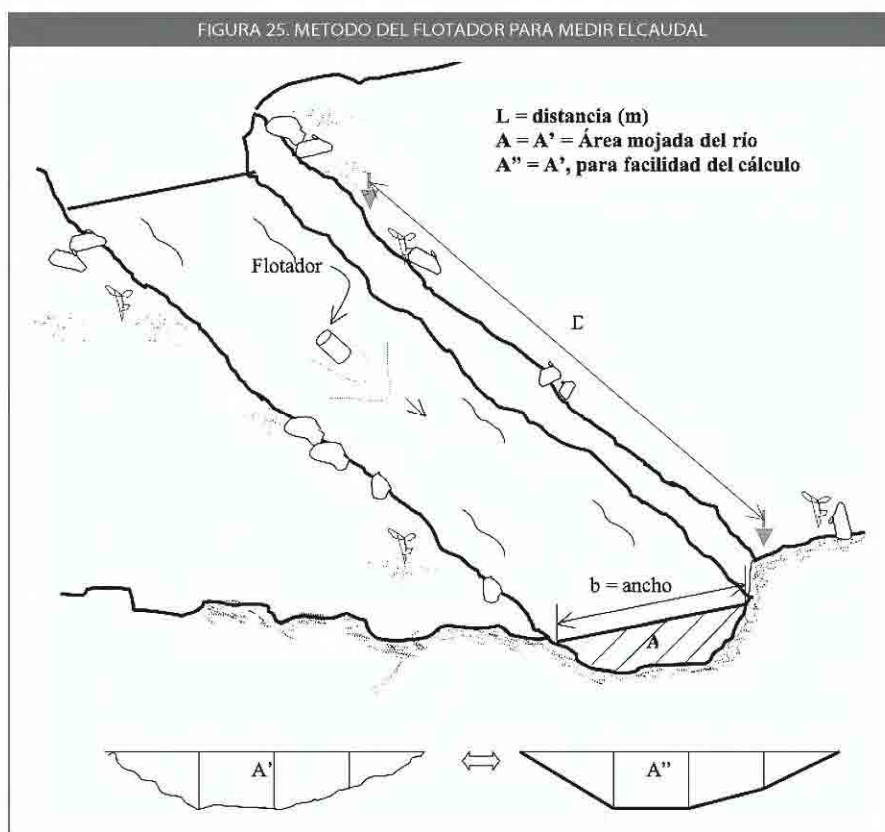 FIGURA 25. METODO DEL FLOTADOR PARA MEDIR ELCAUDAL
L = distancia (m)
A = A' = Área mojada del río
A" = A', para facilidad del cálculo
Flotador
L
b = ancho
A
A'
A"